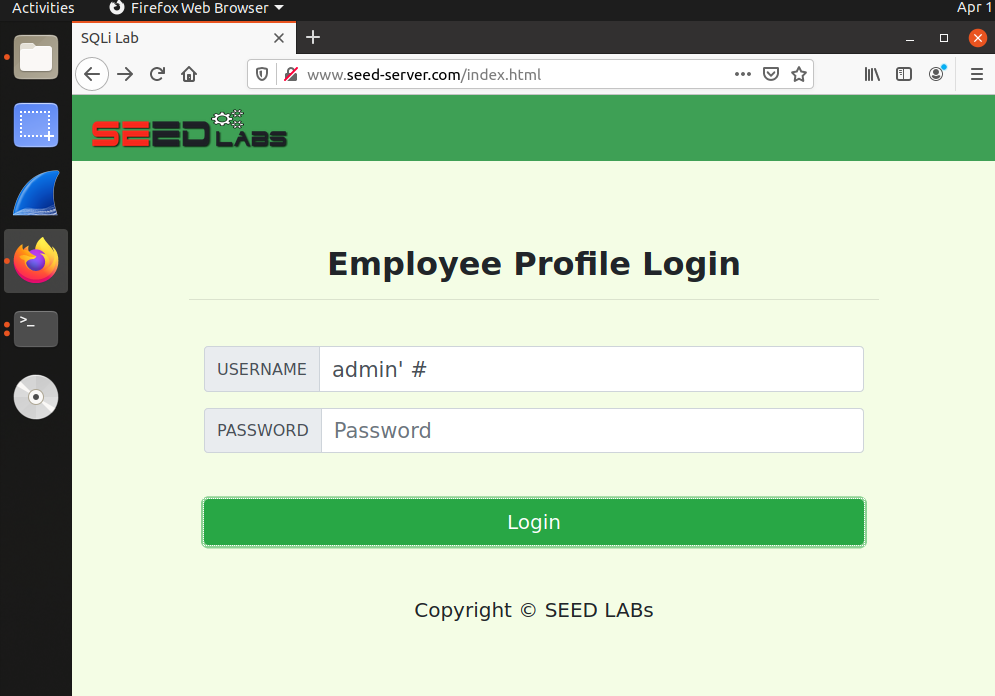 Activities
Firefox Web Browser
Apr 1
SQLi Lab
www.seed-server.com/index.html
SEED LABS
Employee Profile Login
USERNAME admin' #
PASSWORD Password
Login
Copyright © SEED LABs
>_